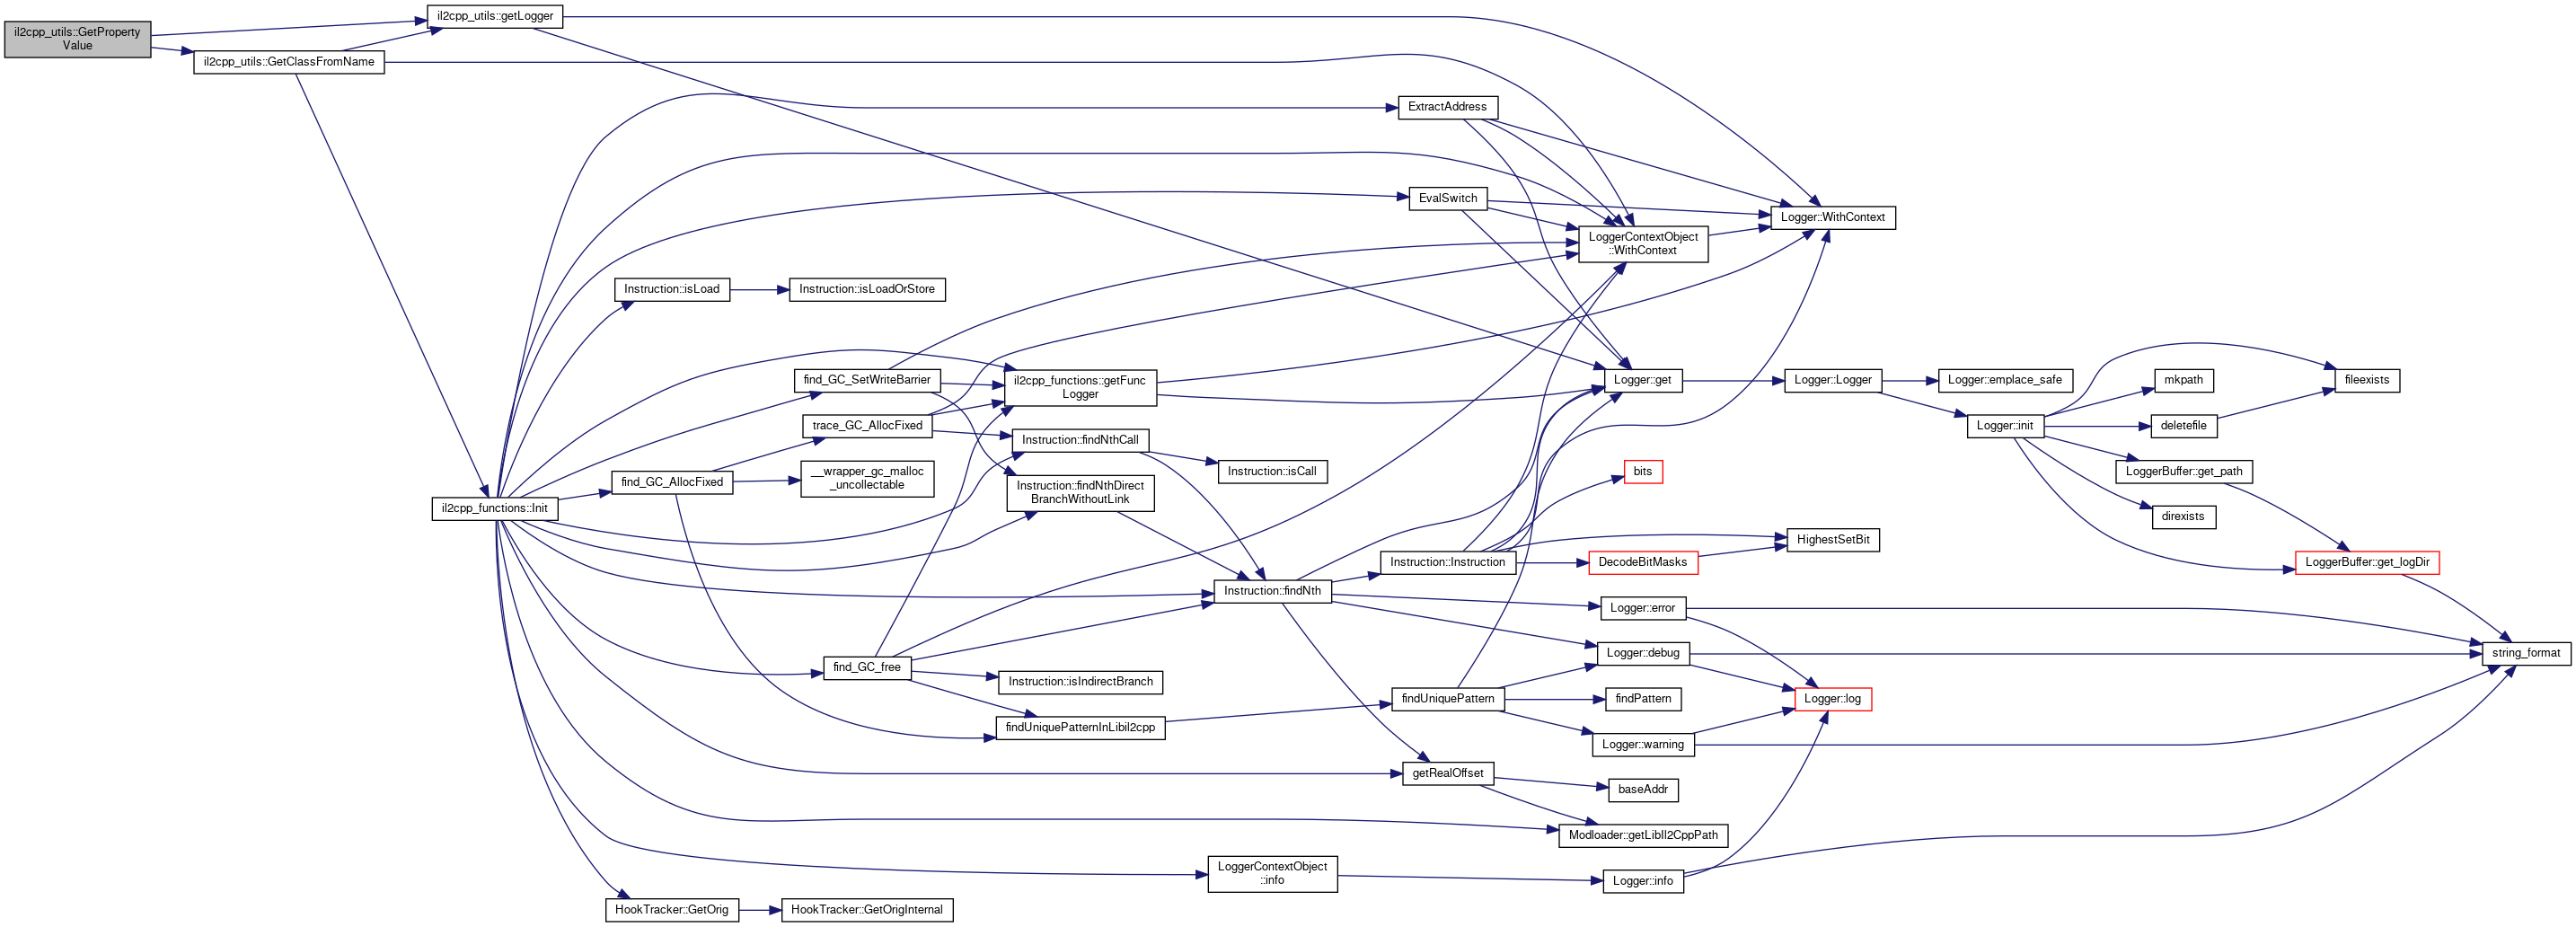 il2cpp_utils::GetProperty
Value
il2cpp_utils::getLogger
il2cpp_utils::GetClassFromName
il2cpp_functions::Init
ExtractAddress
EvalSwitch
Logger::WithContext
LoggerContextObject
::WithContext
Instruction::isLoad
Instruction::isLoadOrStore
find_GC_SetWriteBarrier
il2cpp_functions::getFunc
Logger
trace_GC_AllocFixed
Instruction::findNthCall
find_GC_AllocFixed
__wrapper_gc_malloc
_uncollectable
Instruction::findNthDirect
BranchWithoutLink
Instruction::isCall
Logger::get
Logger::Logger
Logger::emplace_safe
Logger::init
mkpath
fileexists
deletefile
LoggerBuffer::get_path
direxists
LoggerBuffer::get_logDir
bits
HighestSetBit
Instruction::Instruction
DecodeBitMasks
Instruction::findNth
Logger::error
Logger::debug
string_format
find_GC_free
Instruction::isIndirectBranch
findUniquePatternInLibil2cpp
findUniquePattern
findPattern
Logger::log
Logger::warning
getRealOffset
baseAddr
Modloader::getLibIl2CppPath
LoggerContextObject
::info
Logger::info
HookTracker::GetOrig
HookTracker::GetOrigInternal